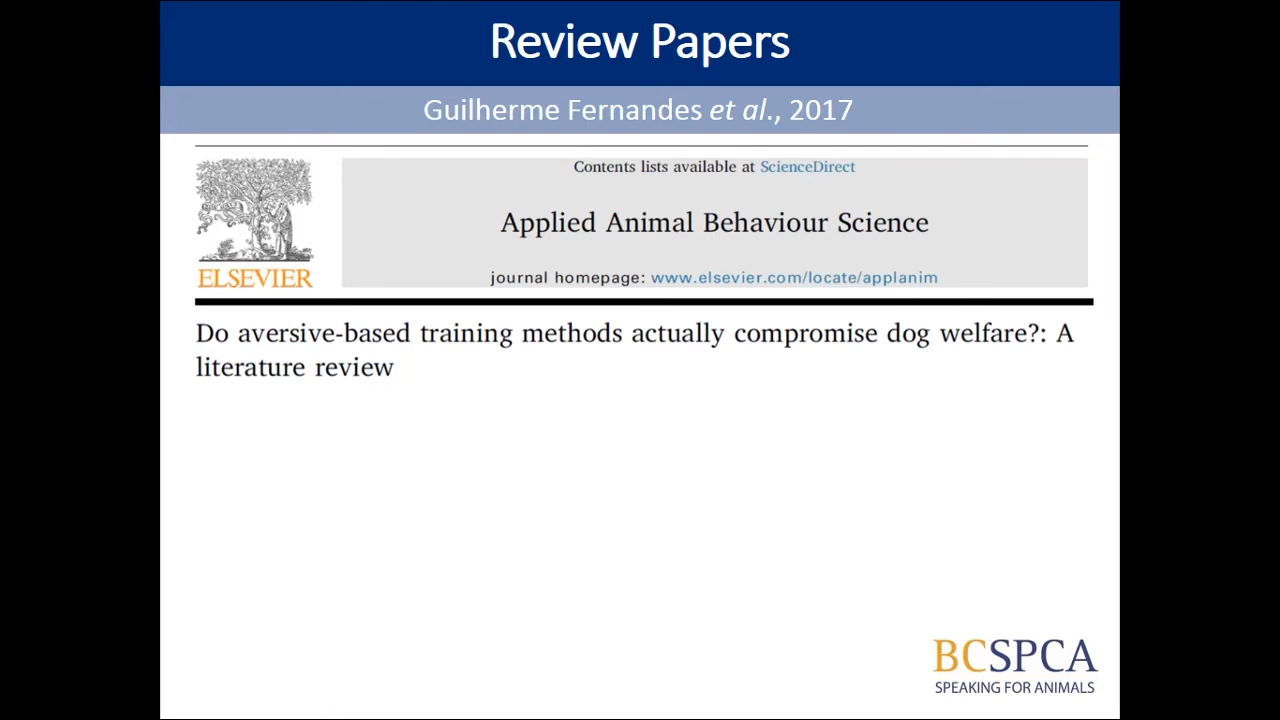 Review Papers
Guilherme Fernandes et al., 2017
Contents lists available at ScienceDirect
Applied Animal Behaviour Science
journal homepage: www.elsevier.com/locate/applanim
ELSEVIER
Do aversive-based training methods actually compromise dog welfare?: A
literature review
BCSPCA
SPEAKING FOR ANIMALS